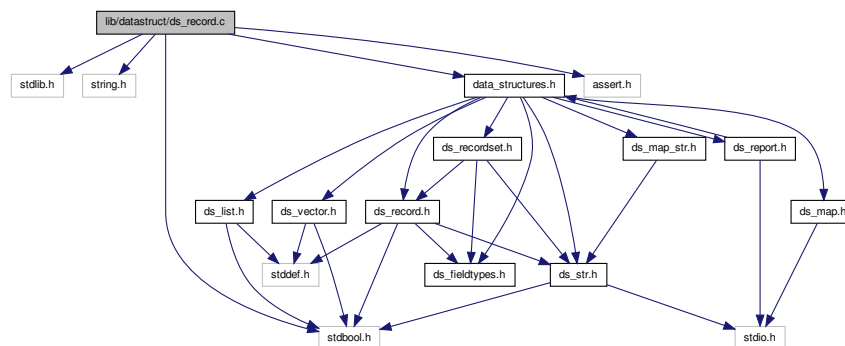 lib/datastruct/ds_record.c
stdlib.h
string.h
data_structures.h
assert.h
ds_recordset.h
ds_map_str.h
ds_report.h
ds_list.h
ds_vector.h
ds_record.h
ds_map.h
stddef.h
ds_fieldtypes.h
ds_str.h
stdbool.h
stdio.h